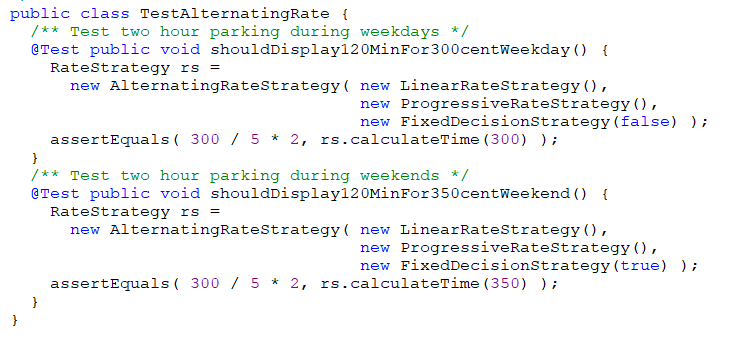 public class TestAlternatingRate {
  /** Test two hour parking during weekdays */
  @Test public void shouldDisplay120MinFor300centWeekday() {
    RateStrategy rs =
      new AlternatingRateStrategy( new LinearRateStrategy(),
                                   new ProgressiveRateStrategy(),
                                   new FixedDecisionStrategy(false) );
    assertEquals( 300 / 5 * 2, rs.calculateTime(300) );
  }
  /** Test two hour parking during weekends */
  @Test public void shouldDisplay120MinFor350centWeekend() {
    RateStrategy rs =
      new AlternatingRateStrategy( new LinearRateStrategy(),
                                   new ProgressiveRateStrategy(),
                                   new FixedDecisionStrategy(true) );
    assertEquals( 300 / 5 * 2, rs.calculateTime(350) );
  }
}